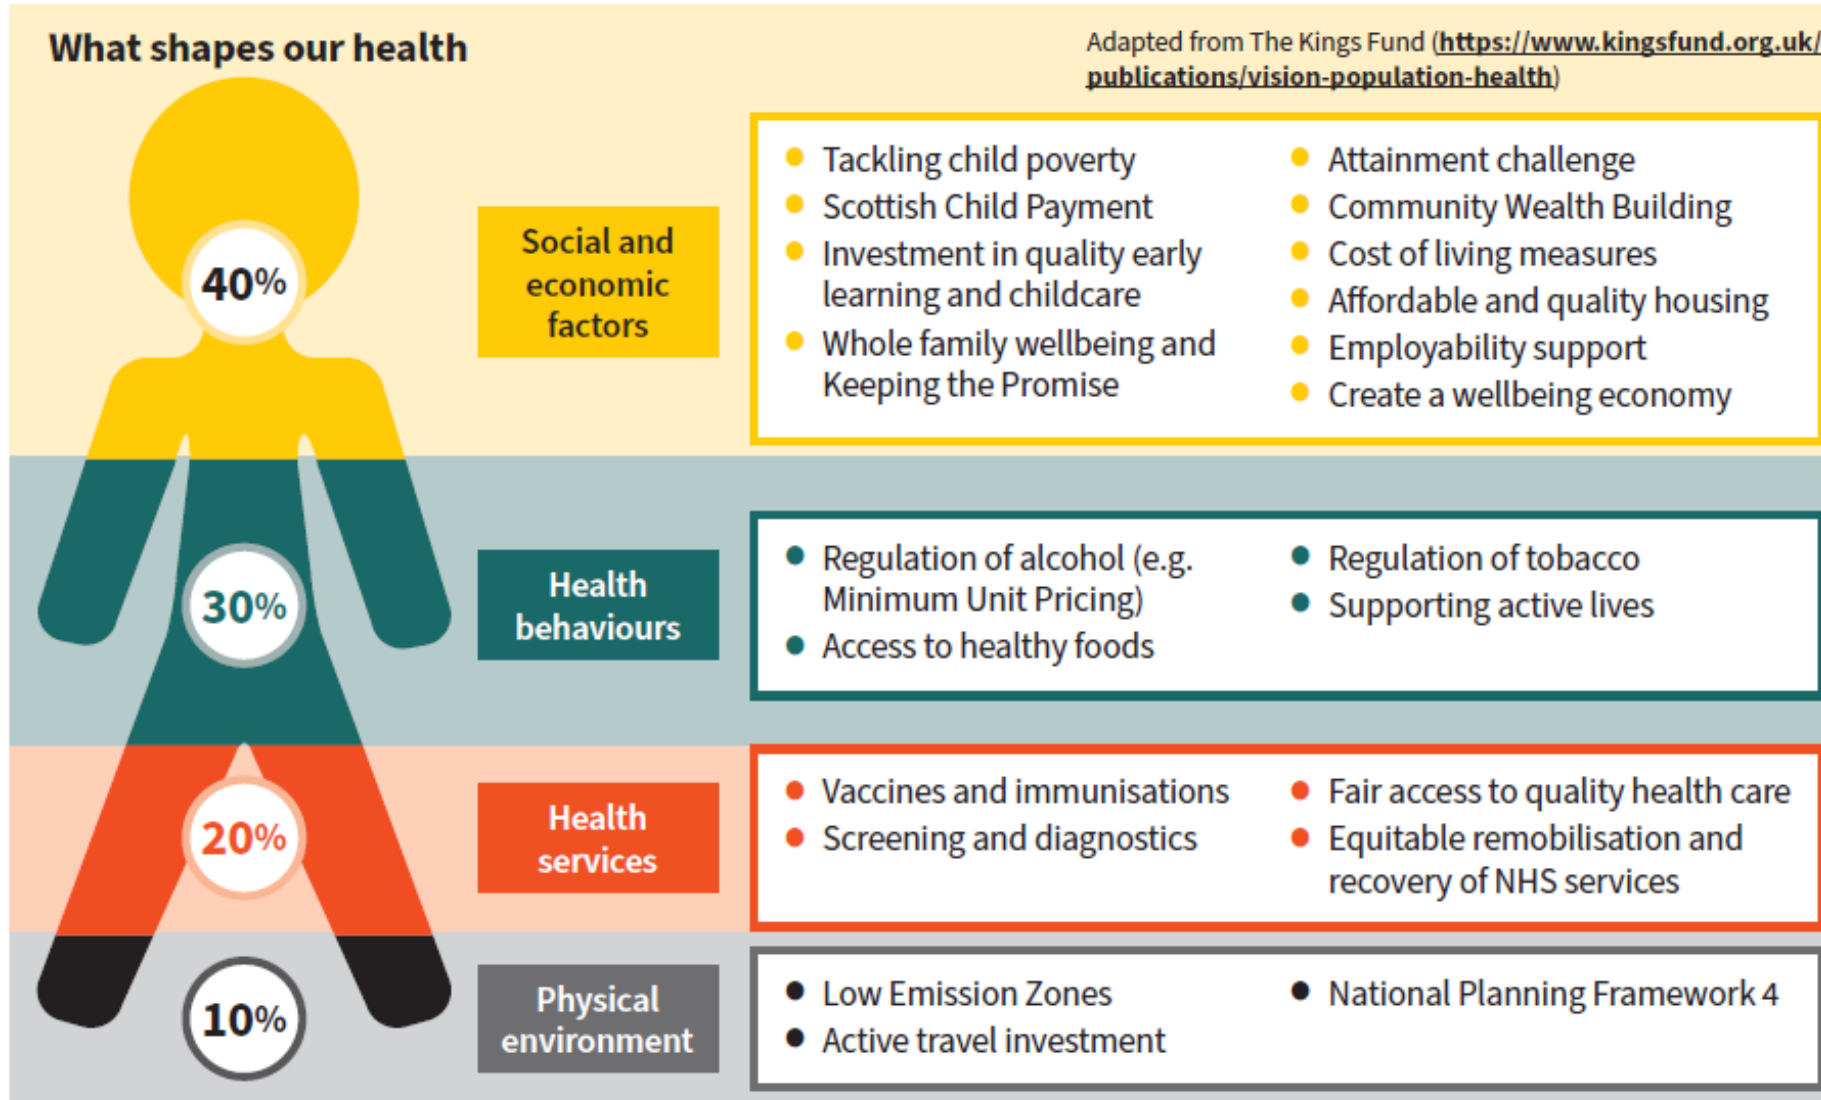 What shapes our health
Adapted from The Kings Fund (https://www.kingsfund.org.uk/
publications/vision-population-health)
40%
Social and
economic
factors
Tackling child poverty
Scottish Child Payment
Investment in quality early
learning and childcare
Whole family wellbeing and
Keeping the Promise
Attainment challenge
Community Wealth Building
Cost of living measures
Affordable and quality housing
Employability support
Create a wellbeing economy
30%
Health
behaviours
Regulation of alcohol (e.g.
Minimum Unit Pricing)
Access to healthy foods
Regulation of tobacco
Supporting active lives
20%
Health
services
Vaccines and immunisations
Screening and diagnostics
Fair access to quality health care
Equitable remobilisation and
recovery of NHS services
10%
Physical
environment
Low Emission Zones
Active travel investment
National Planning Framework 4